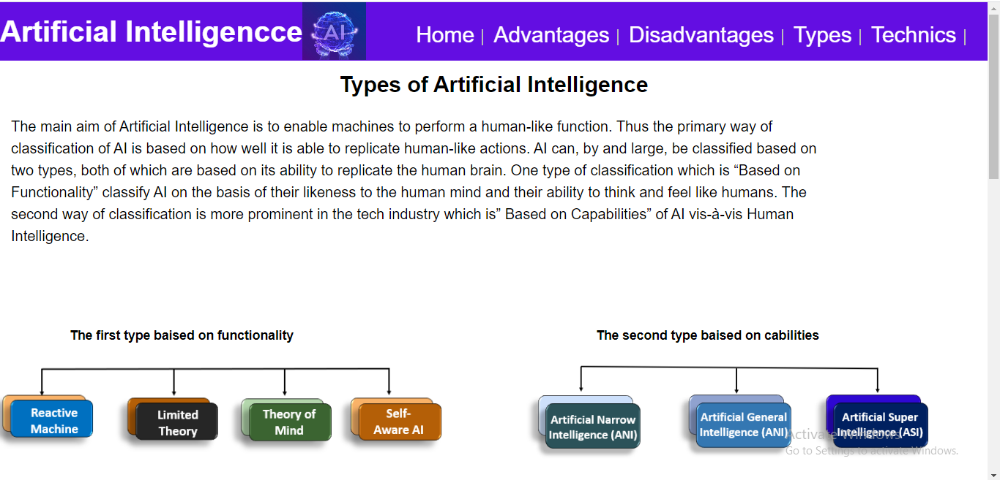 Artificial Intelligencce AI Home | Advantages | Disadvantages | Types | Technics |
Types of Artificial Intelligence
The main aim of Artificial Intelligence is to enable machines to perform a human-like function. Thus the primary way of
classification of AI is based on how well it is able to replicate human-like actions. AI can, by and large, be classified based on
two types, both of which are based on its ability to replicate the human brain. One type of classification which is “Based on
Functionality” classify AI on the basis of their likeness to the human mind and their ability to think and feel like humans. The
second way of classification is more prominent in the tech industry which is” Based on Capabilities” of AI vis-à-vis Human
Intelligence.
The first type baised on functionality
The second type baised on cabilities
Reactive
Machine
Limited
Theory
Theory of
Mind
Self-
Aware AI
Artificial Narrow
Intelligence (ANI)
Artificial General
Intelligence (ANI)
Artificial Super
Intelligence (ASI)
Activate Windows
Go to Settings to activate Windows.